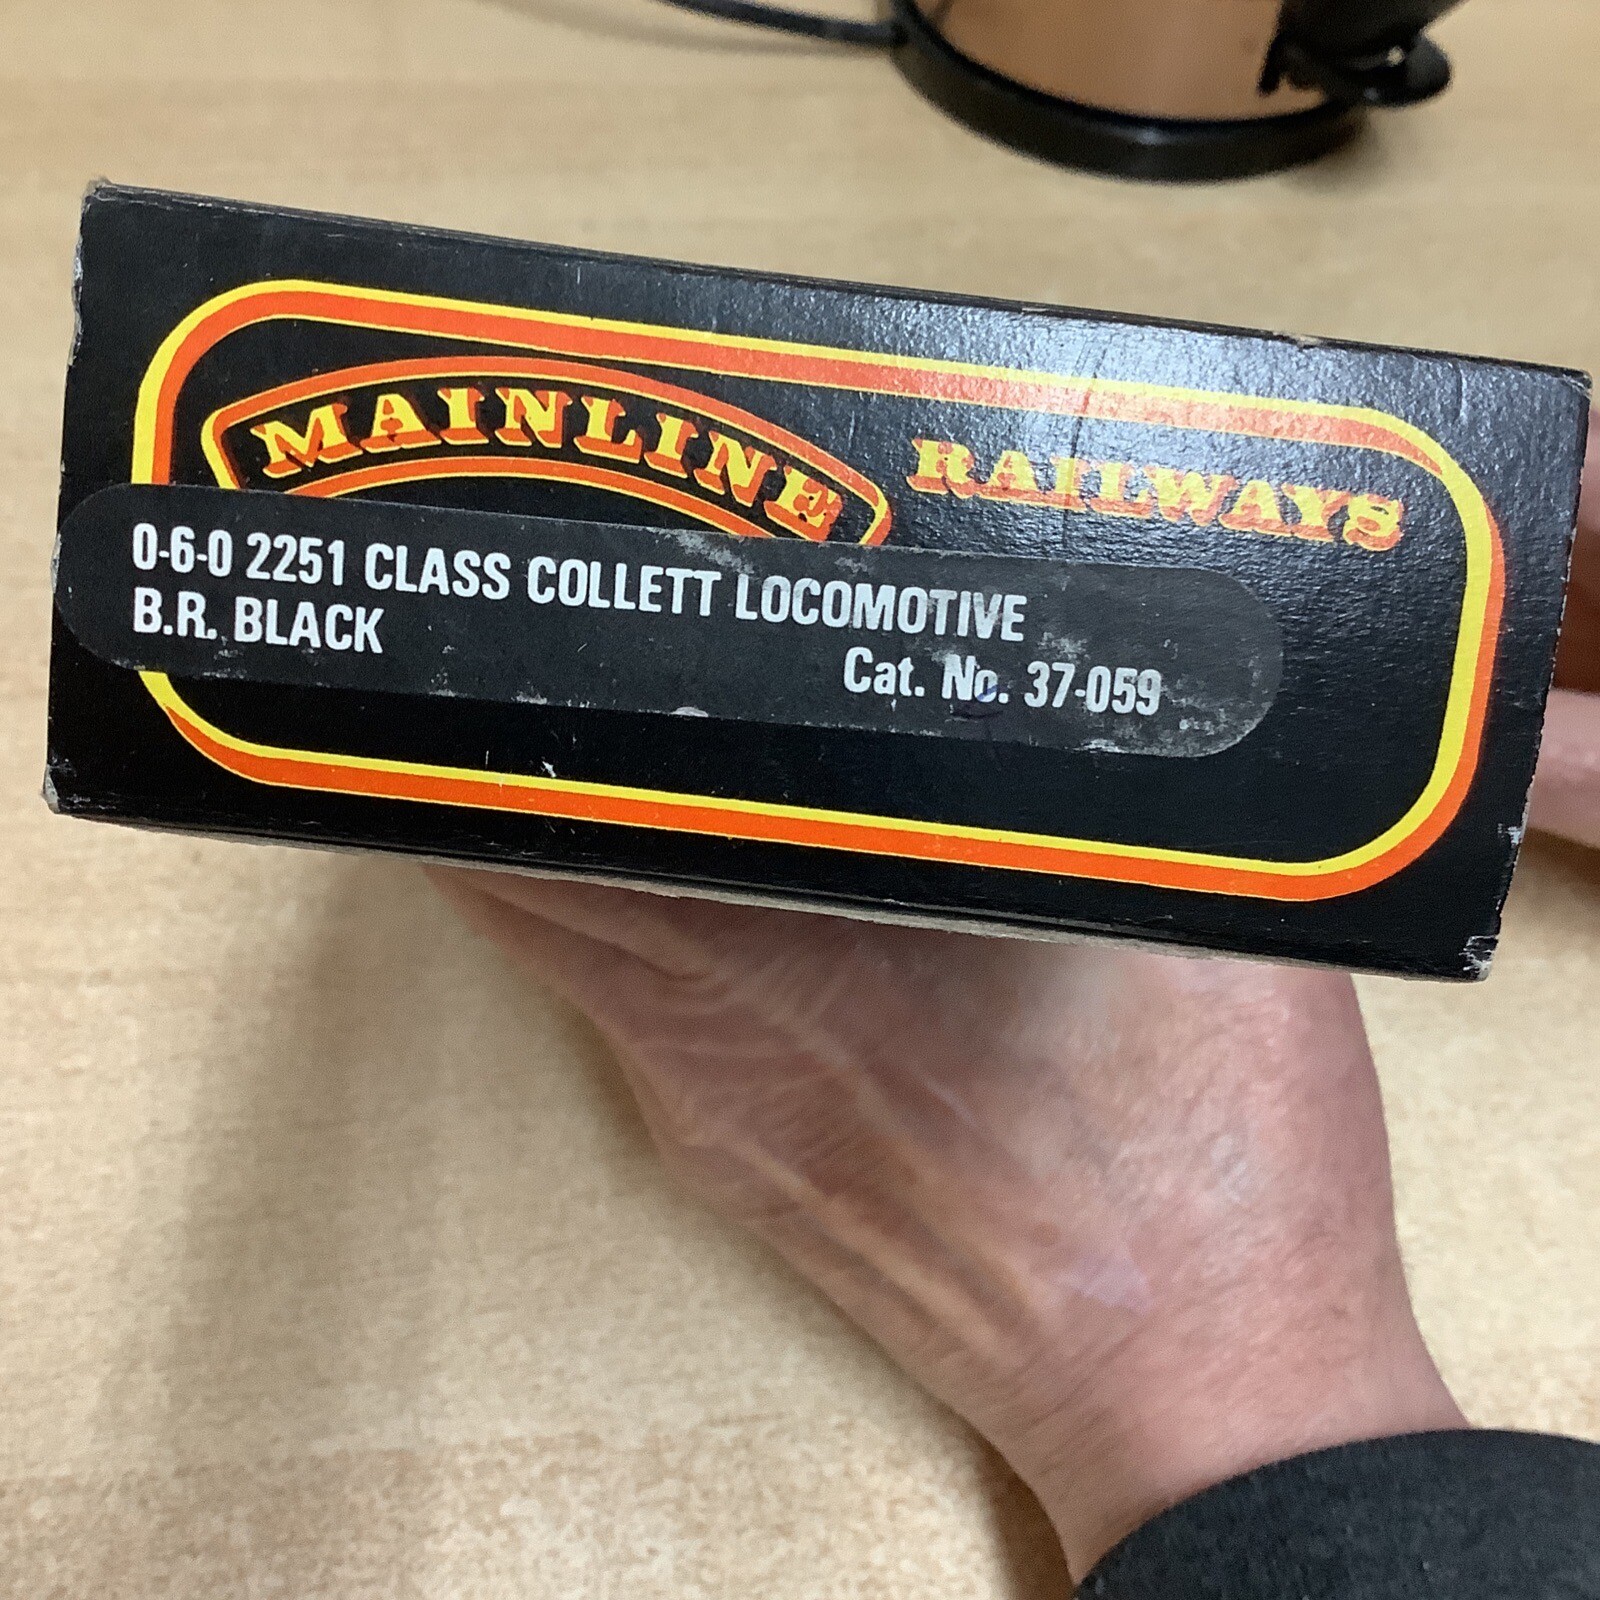 MAINLINE RAILWAYS
0-6-0 2251 CLASS COLLETT LOCOMOTIVE
B.R. BLACK
Cat. No. 37-059